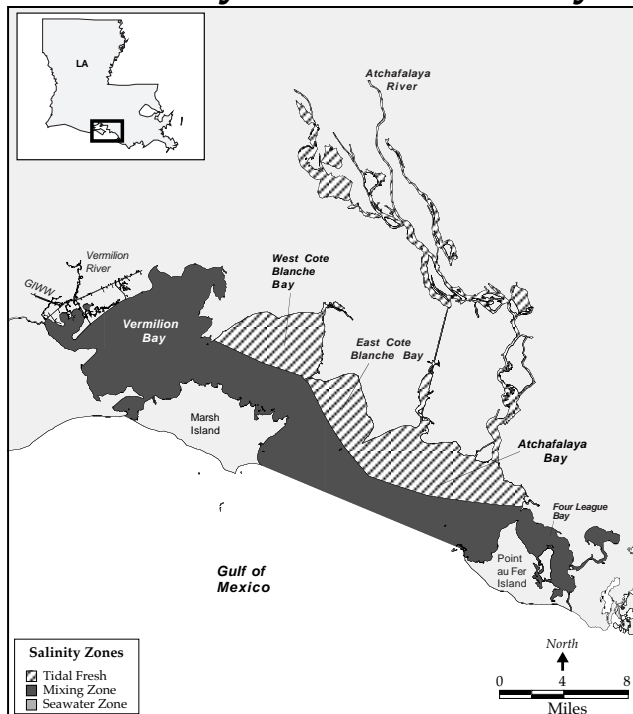 LA
Atchafalaya
River
Vermilion
River
GIWW
West Cote
Blanche
Bay
Vermilion
Bay
East Cote
Blanche Bay
Marsh
Island
Atchafalaya
Bay
Four League
Bay
Point
au Fer
Island
Gulf of
Mexico
Salinity Zones
Tidal Fresh
Mixing Zone
Seawater Zone
North
0 4 8
Miles